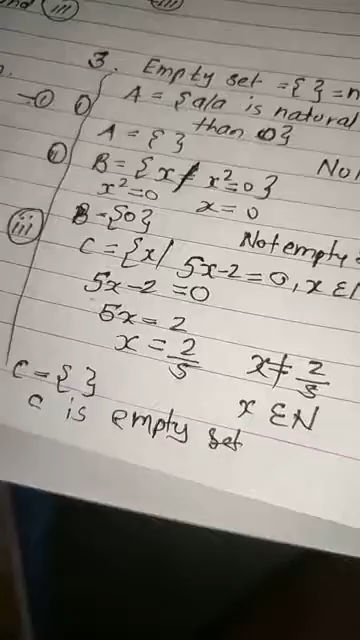 (iii)
3. Empty set = { } = n
(i) A = {a/a is natural
than 0}
A = { }
(ii) B = {x/ x²=0}
x²=0 x=0
B={0}
Not empty
(iii) C = {x/ 5x-2=0, x ∈
5x-2=0
5x=2
x=2/5 x≠2/5
x ∈N
C={ }
C is empty set